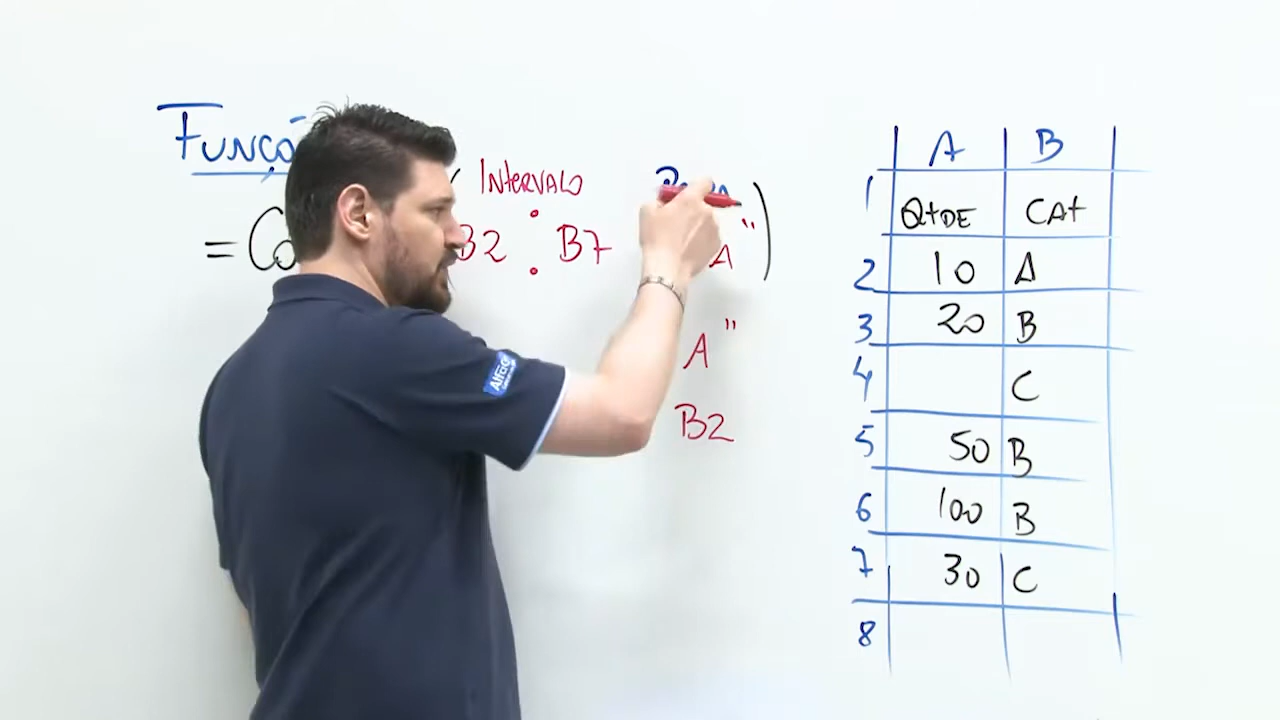 Funçã
Intervalo
= Co B2 : B7 A" )
A"
B2
A B
1 Qtde Cat
2 10 A
3 20 B
4 C
5 50 B
6 100 B
7 30 C
8